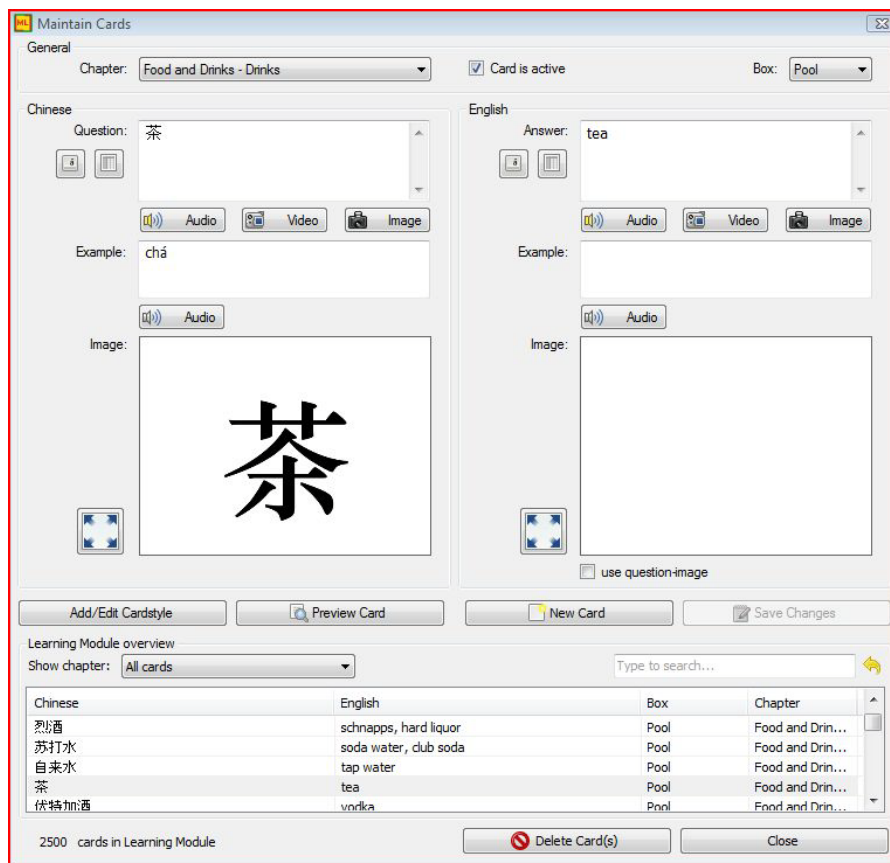 ML Maintain Cards
General
Chapter: Food and Drinks - Drinks Card is active Box: Pool
Chinese English
Question: 茶 Answer: tea
Audio Video Image Audio Video Image
Example: chá Example:
Audio Audio
Image: Image:
茶
use question-image
Add/Edit Cardstyle Preview Card New Card Save Changes
Learning Module overview
Show chapter: All cards Type to search...
Chinese English Box Chapter
烈酒 schnapps, hard liquor Pool Food and Drin...
苏打水 soda water, club soda Pool Food and Drin...
自来水 tap water Pool Food and Drin...
茶 tea Pool Food and Drin...
伏特加酒 vodka Pool Food and Drin...
2500 cards in Learning Module Delete Card(s) Close